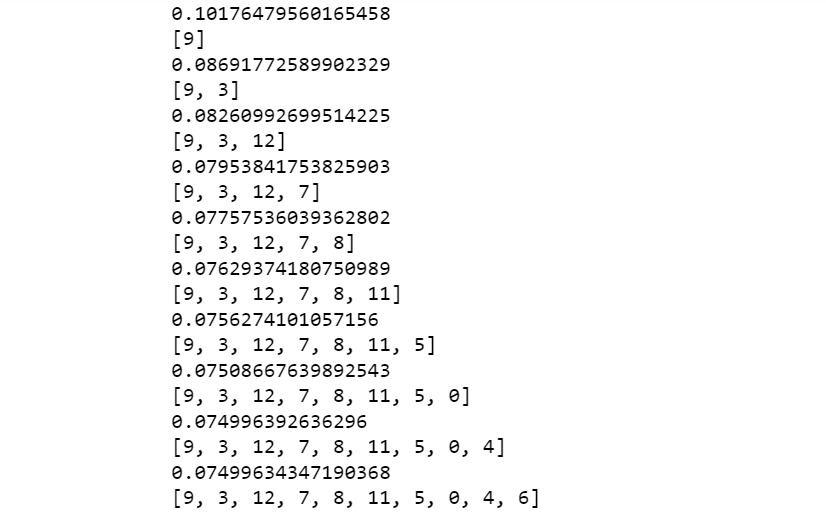 0.10176479560165458
[9]
0.08691772589902329
[9, 3]
0.08260992699514225
[9, 3, 12]
0.07953841753825903
[9, 3, 12, 7]
0.07757536039362802
[9, 3, 12, 7, 8]
0.07629374180750989
[9, 3, 12, 7, 8, 11]
0.0756274101057156
[9, 3, 12, 7, 8, 11, 5]
0.07508667639892543
[9, 3, 12, 7, 8, 11, 5, 0]
0.074996392636296
[9, 3, 12, 7, 8, 11, 5, 0, 4]
0.07499634347190368
[9, 3, 12, 7, 8, 11, 5, 0, 4, 6]